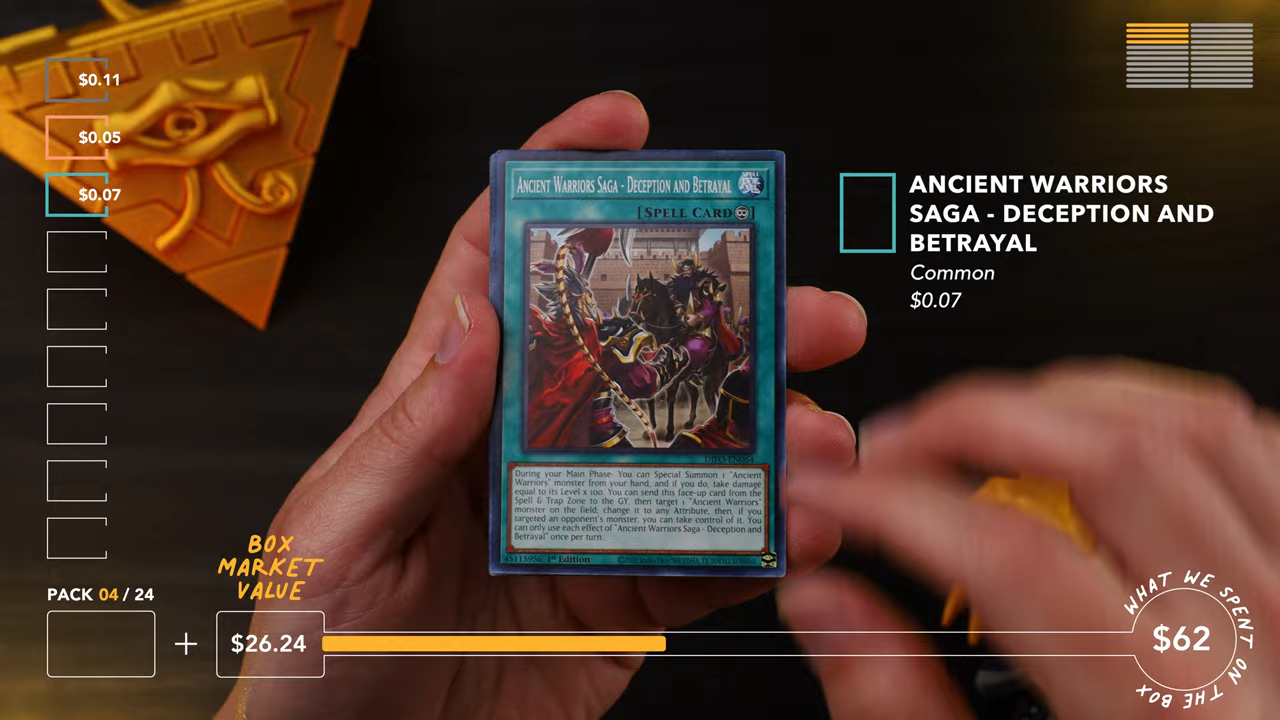 $0.11
$0.05
$0.07
ANCIENT WARRIORS SAGA - DECEPTION AND BETRAYAL
SPELL
[SPELL CARD]
ANCIENT WARRIORS
SAGA - DECEPTION AND
BETRAYAL
Common
$0.07
During your Main Phase: You can Special Summon 1 "Ancient
Warriors" monster from your hand, and if you do, take damage
equal to its Level x 100. You can send this face-up card from the
Spell & Trap Zone to the GY, then target 1 "Ancient Warriors"
monster on the field; change it to any Attribute, then, if you
targeted an opponent's monster, you can take control of it. You
can only use each effect of "Ancient Warriors Saga - Deception and
Betrayal" once per turn.
1st Edition
BOX
MARKET
VALUE
PACK 04 / 24
+
$26.24
WHAT WE SPENT ON THE BOX
$62